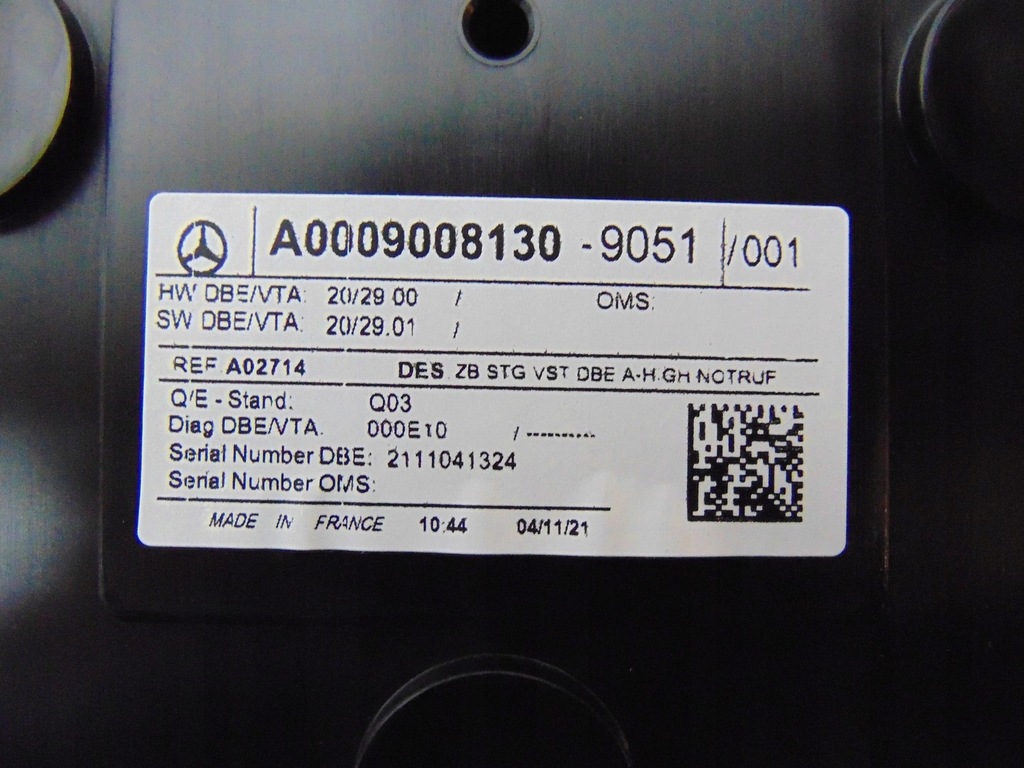 A0009008130 - 9051 /001
HW DBE/VTA: 20/29.00 / OMS:
SW DBE/VTA: 20/29.01 /
REF A02714 DES ZB STG VST DBE A-H.GH NOTRUF
Q/E - Stand: Q03
Diag DBE/VTA. 000E10 / ---------
Serial Number DBE: 2111041324
Serial Number OMS:
MADE IN FRANCE 10:44 04/11/21